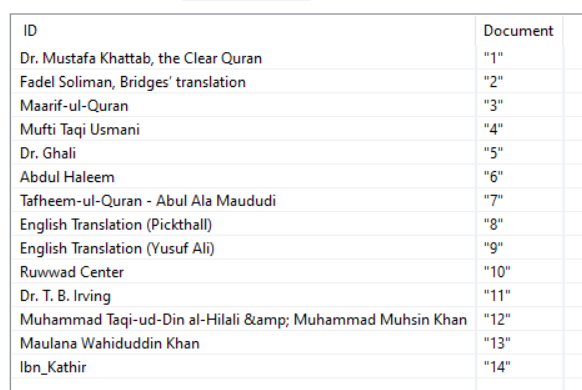 ID Document
Dr. Mustafa Khattab, the Clear Quran "1"
Fadel Soliman, Bridges’ translation "2"
Maarif-ul-Quran "3"
Mufti Taqi Usmani "4"
Dr. Ghali "5"
Abdul Haleem "6"
Tafheem-ul-Quran - Abul Ala Maududi "7"
English Translation (Pickthall) "8"
English Translation (Yusuf Ali) "9"
Ruwwad Center "10"
Dr. T. B. Irving "11"
Muhammad Taqi-ud-Din al-Hilali &amp; Muhammad Muhsin Khan "12"
Maulana Wahiduddin Khan "13"
Ibn_Kathir "14"